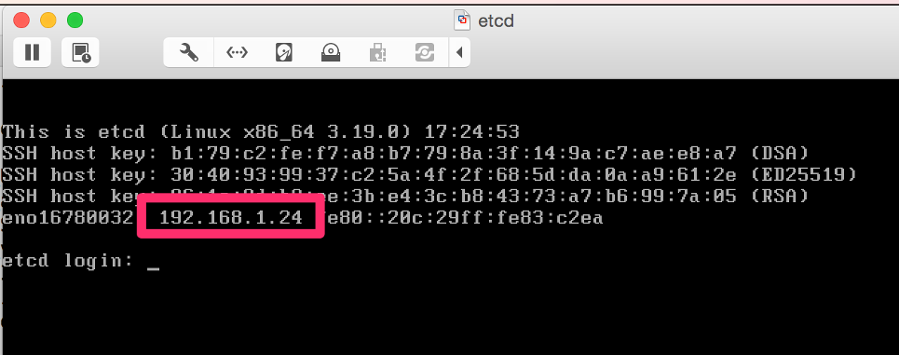 etcd
This is etcd (Linux x86_64 3.19.0) 17:24:53
SSH host key: b1:79:c2:fe:f7:a8:b7:79:8a:3f:14:9a:c7:ae:e8:a7 (DSA)
SSH host key: 30:40:93:99:37:c2:5a:4f:2f:68:5d:da:0a:a9:61:2e (ED25519)
SSH host key: :3b:e4:3c:b8:43:73:a7:b6:99:7a:05 (RSA)
eno16780032 192.168.1.24 fe80::20c:29ff:fe83:c2ea
etcd login: _